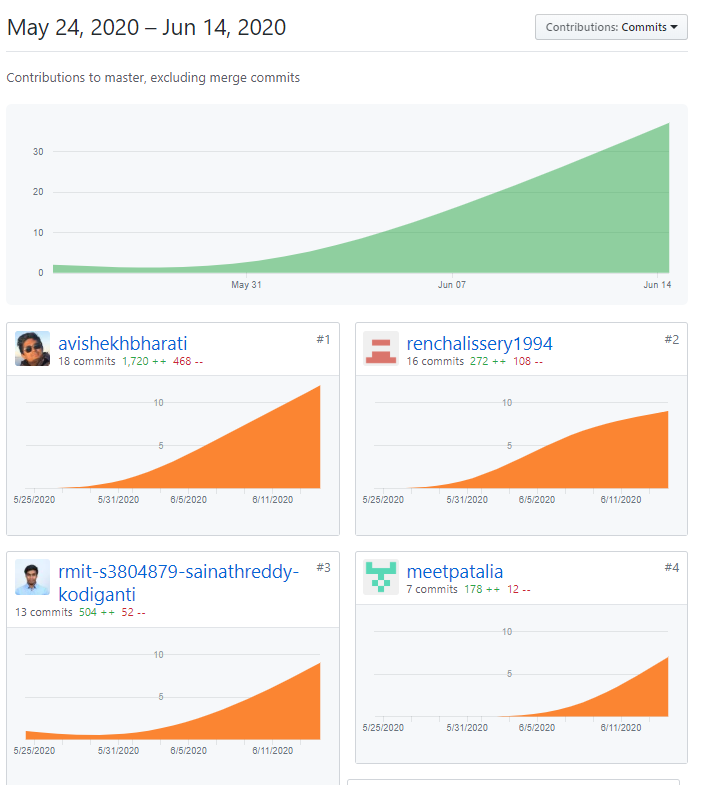 May 24, 2020 – Jun 14, 2020
Contributions: Commits
Contributions to master, excluding merge commits
30
20
10
0
May 31 Jun 07 Jun 14
avishekhbharati #1
18 commits 1,720 ++ 468 --
10
5
5/25/2020 5/31/2020 6/5/2020 6/11/2020
renchalissery1994 #2
16 commits 272 ++ 108 --
10
5
5/25/2020 5/31/2020 6/5/2020 6/11/2020
rmit-s3804879-sainathreddy- #3
kodiganti
13 commits 504 ++ 52 --
10
5
5/25/2020 5/31/2020 6/5/2020 6/11/2020
meetpatalia #4
7 commits 178 ++ 12 --
10
5
5/25/2020 5/31/2020 6/5/2020 6/11/2020